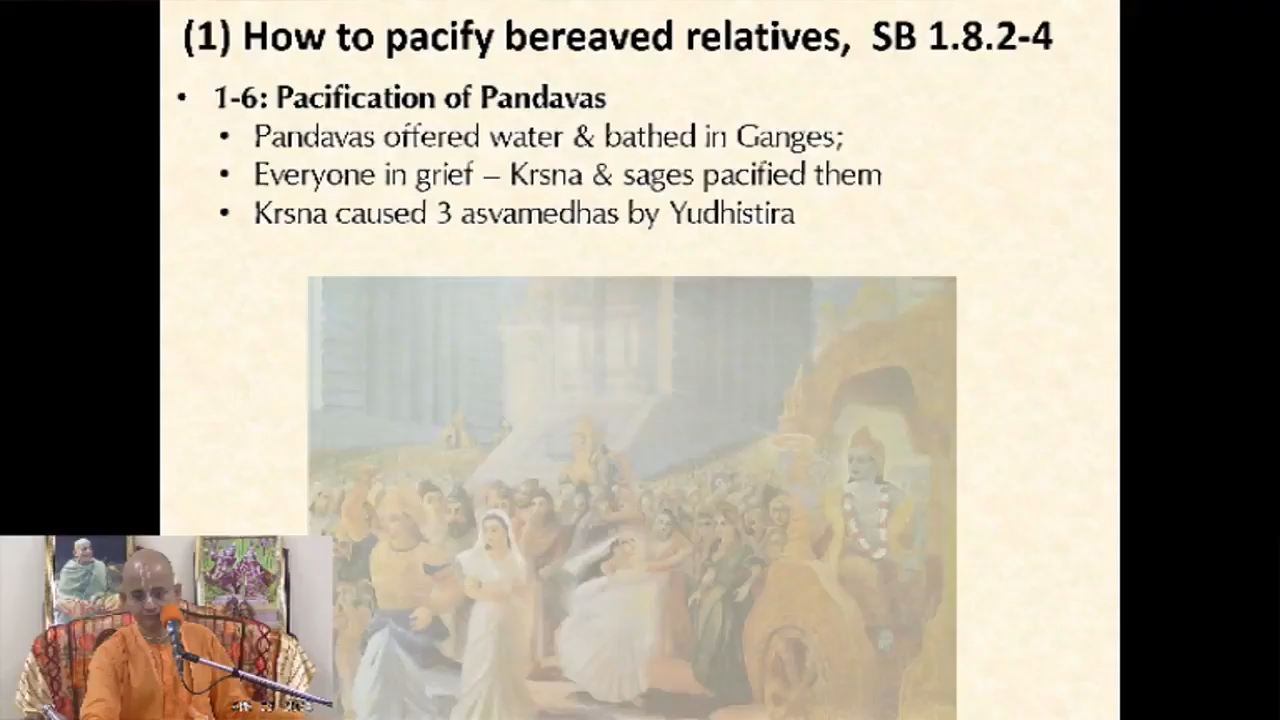 (1) How to pacify bereaved relatives, SB 1.8.2-4
• 1-6: Pacification of Pandavas
• Pandavas offered water & bathed in Ganges;
• Everyone in grief – Krsna & sages pacified them
• Krsna caused 3 asvamedhas by Yudhistira